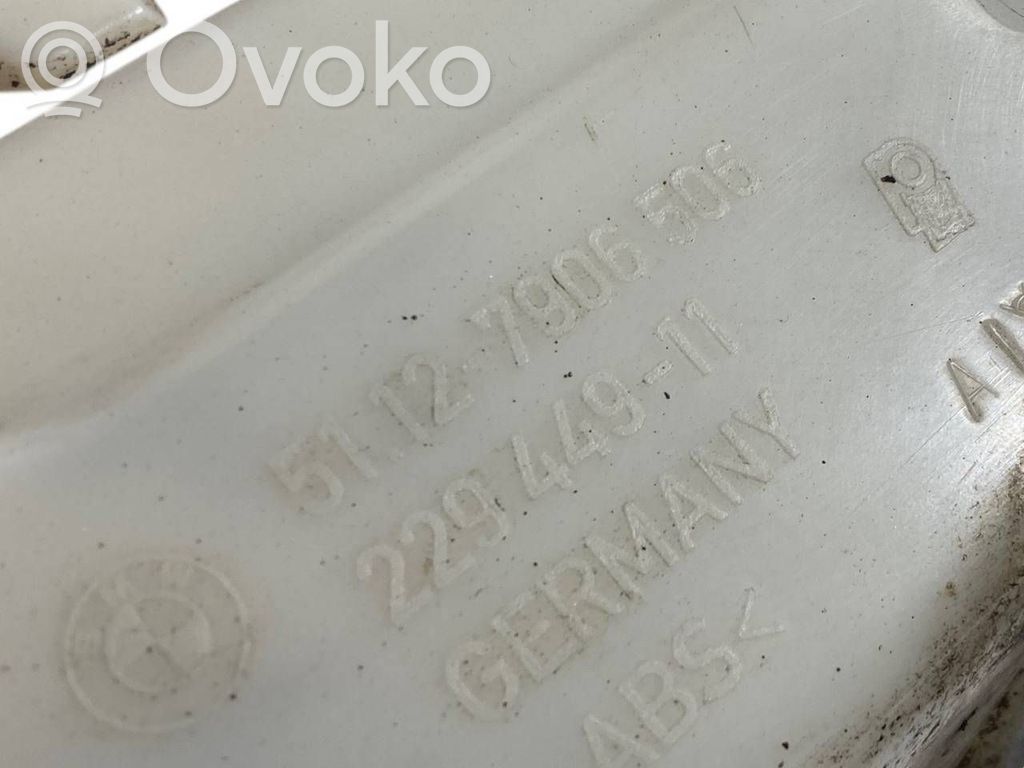 Ovoko
51.12-7906 506
229 449-11
GERMANY
ABS<